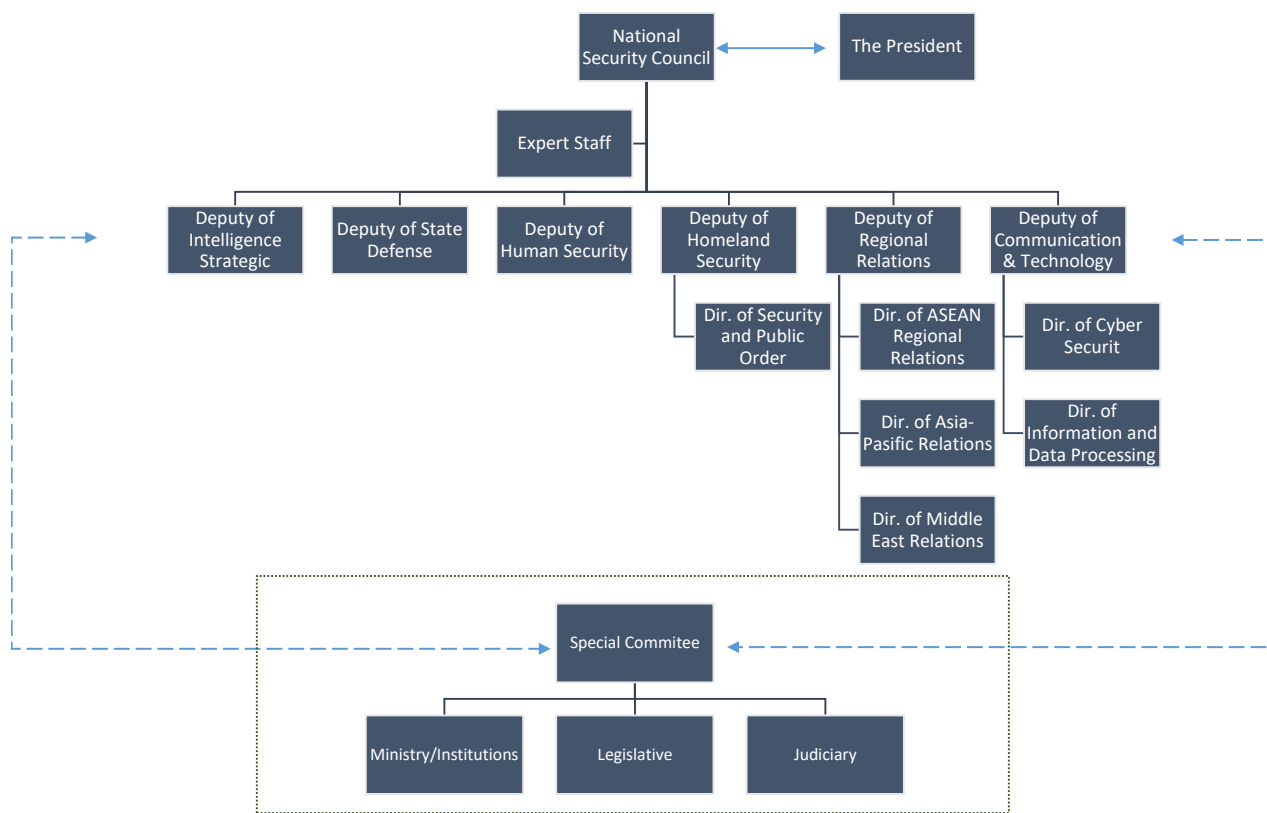 National
Security Council
The President
Expert Staff
Deputy of
Intelligence
Strategic
Deputy of State
Defense
Deputy of
Human Security
Deputy of
Homeland
Security
Deputy of
Regional
Relations
Deputy of
Communication
& Technology
Dir. of Security
and Public
Order
Dir. of ASEAN
Regional
Relations
Dir. of Cyber
Securit
Dir. of Asia-
Pasific Relations
Dir. of
Information and
Data Processing
Dir. of Middle
East Relations
Special Commitee
Ministry/Institutions
Legislative
Judiciary